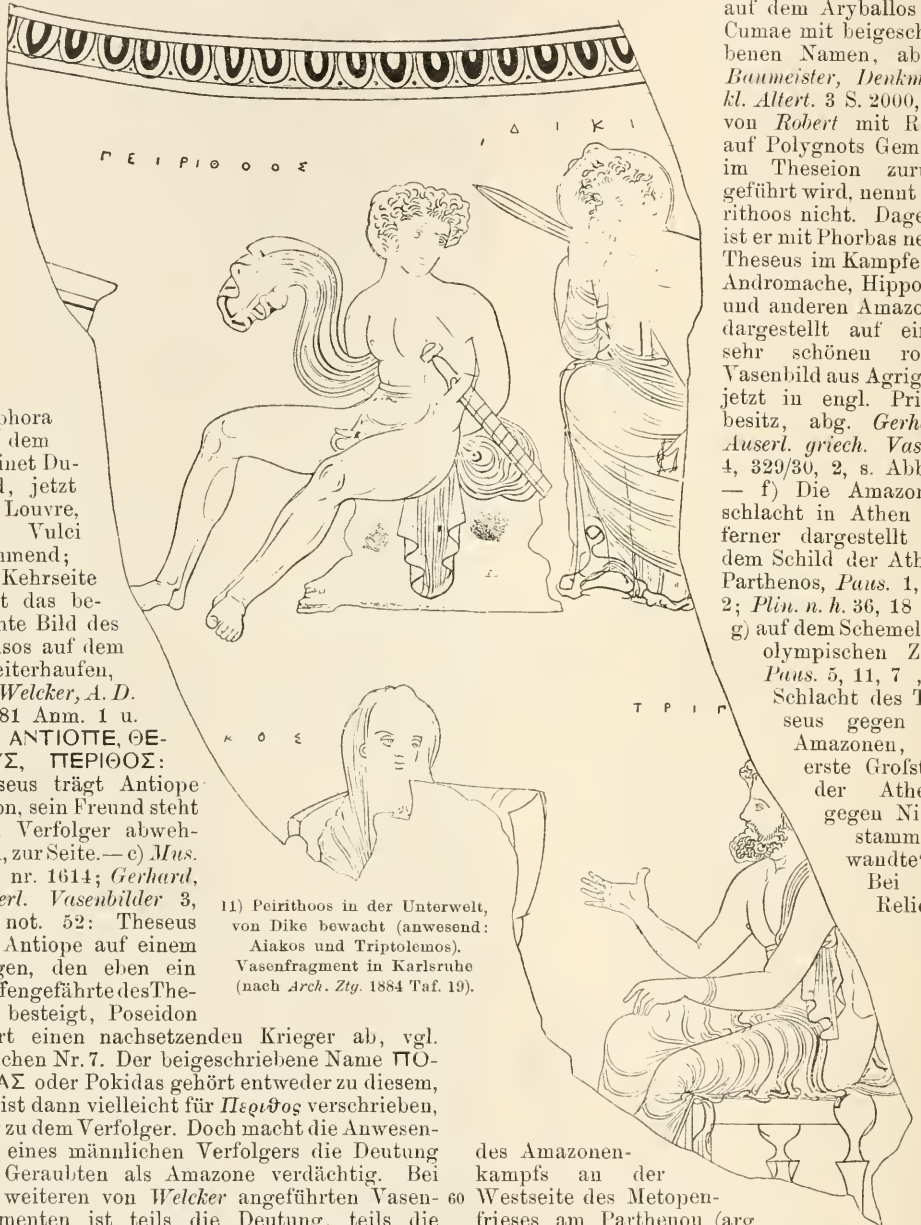 Π Ε Ι Ρ Ι Θ Ο Ο Σ
Δ Ι Κ Ι
Κ Ο Σ
Τ Ρ Ι Π
phora
dem
inet Du-
, jetzt
Louvre,
Vulci
mend;
Kehrseite
t das be-
nte Bild des
sos auf dem
eiterhaufen,
Welcker, A. D.
81 Anm. 1 u.
ΑΝΤΙΟΠΕ, ΘΕ-
Σ, ΠΕΡΙΘΟΣ:
seus trägt Antiope
on, sein Freund steht
Verfolger abweh-
, zur Seite. — c) Mus.
nr. 1614; Gerhard,
erl. Vasenbilder 3,
not. 52: Theseus
Antiope auf einem
gen, den eben ein
ffengefährte des The-
besteigt, Poseidon
rt einen nachsetzenden Krieger ab, vgl.
chen Nr. 7. Der beigeschriebene Name ΠΟ-
ΑΣ oder Pokidas gehört entweder zu diesem,
ist dann vielleicht für Περιθος verschrieben,
zu dem Verfolger. Doch macht die Anwesen-
eines männlichen Verfolgers die Deutung
Geraubten als Amazone verdächtig. Bei
weiteren von Welcker angeführten Vasen-
menten ist teils die Deutung, teils die
11) Peirithoos in der Unterwelt,
von Dike bewacht (anwesend:
Aiakos und Triptolemos).
Vasenfragment in Karlsruhe
(nach Arch. Ztg. 1884 Taf. 19).
60
auf dem Aryballos
Cumae mit beigesch
benen Namen, ab
Baumeister, Denkm
kl. Altert. 3 S. 2000,
von Robert mit R
auf Polygnots Gem
im Theseion zur
geführt wird, nennt
rithoos nicht. Dage
ist er mit Phorbas ne
Theseus im Kampfe
Andromache, Hippo
und anderen Amazo
dargestellt auf ei
sehr schönen ro
Vasenbild aus Agrig
jetzt in engl. Pri
besitz, abg. Gerh
Auserl. griech. Vas
4, 329/30, 2, s. Abb
— f) Die Amazon
schlacht in Athen
ferner dargestellt
dem Schild der Ath
Parthenos, Paus. 1,
2; Plin. n. h. 36, 18
g) auf dem Schemel
olympischen Z
Paus. 5, 11, 7 ,
Schlacht des T
seus gegen
Amazonen,
erste Grofst
der Athe
gegen Ni
stamm
wandte
Bei
Relie
des Amazonen-
kampfs an der
Westseite des Metopen-
frieses am Parthenon (arg